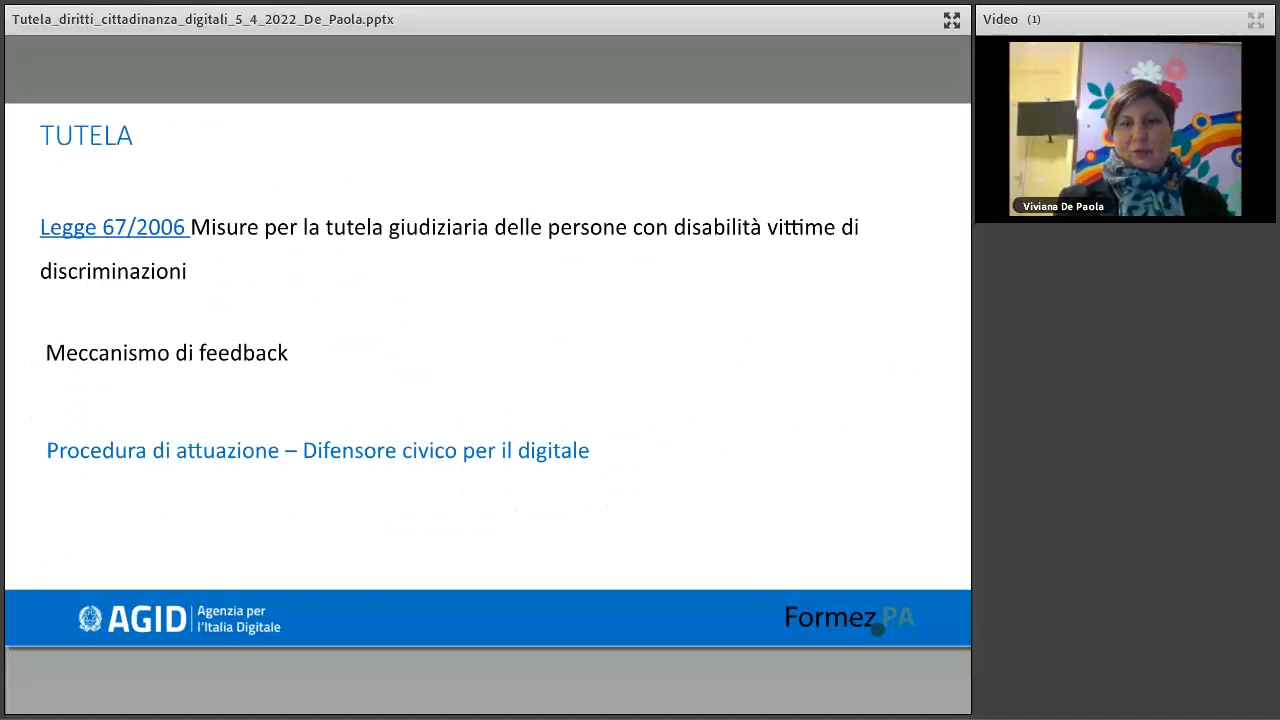 Tutela_diritti_cittadinanza_digitali_5_4_2022_De_Paola.pptx
Video (1)
Viviana De Paola
TUTELA
Legge 67/2006 Misure per la tutela giudiziaria delle persone con disabilità vittime di
discriminazioni
Meccanismo di feedback
Procedura di attuazione – Difensore civico per il digitale
AGID
Agenzia per
l'Italia Digitale
Formez PA